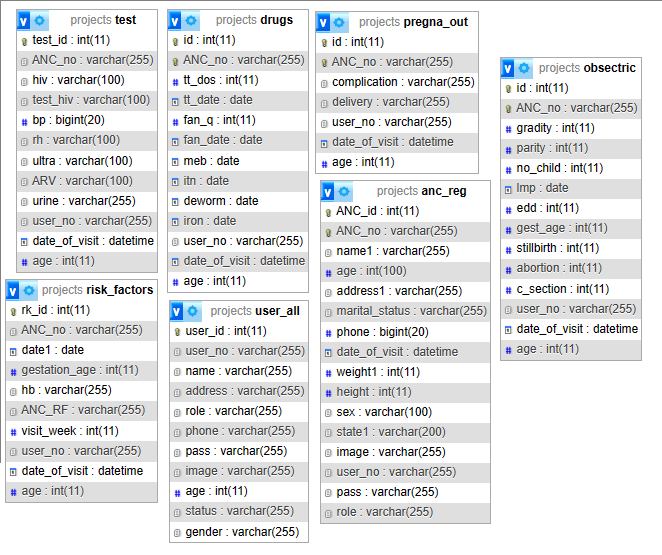 projects test
test_id : int(11)
ANC_no : varchar(255)
hiv : varchar(100)
test_hiv : varchar(100)
bp : bigint(20)
rh : varchar(100)
ultra : varchar(100)
ARV : varchar(100)
urine : varchar(255)
user_no : varchar(255)
date_of_visit : datetime
age : int(11)
projects drugs
id : int(11)
ANC_no : varchar(255)
tt_dos : int(11)
tt_date : date
fan_q : int(11)
fan_date : date
meb : date
itn : date
deworm : date
iron : date
user_no : varchar(255)
date_of_visit : datetime
age : int(11)
projects pregna_out
id : int(11)
ANC_no : varchar(255)
complication : varchar(255)
delivery : varchar(255)
user_no : varchar(255)
date_of_visit : datetime
age : int(11)
projects obsectric
id : int(11)
ANC_no : varchar(255)
gradity : int(11)
parity : int(11)
no_child : int(11)
lmp : date
edd : int(11)
gest_age : int(11)
stillbirth : int(11)
abortion : int(11)
c_section : int(11)
user_no : varchar(255)
date_of_visit : datetime
age : int(11)
projects anc_reg
ANC_id : int(11)
ANC_no : varchar(255)
name1 : varchar(255)
age : int(100)
address1 : varchar(255)
marital_status : varchar(255)
phone : bigint(20)
date_of_visit : datetime
weight1 : int(11)
height : int(11)
sex : varchar(100)
state1 : varchar(200)
image : varchar(255)
user_no : varchar(255)
pass : varchar(255)
role : varchar(255)
projects risk_factors
rk_id : int(11)
ANC_no : varchar(255)
date1 : date
gestation_age : int(11)
hb : varchar(255)
ANC_RF : varchar(255)
visit_week : int(11)
user_no : varchar(255)
date_of_visit : datetime
age : int(11)
projects user_all
user_id : int(11)
user_no : varchar(255)
name : varchar(255)
address : varchar(255)
role : varchar(255)
phone : varchar(255)
pass : varchar(255)
image : varchar(255)
age : int(11)
status : varchar(255)
gender : varchar(255)